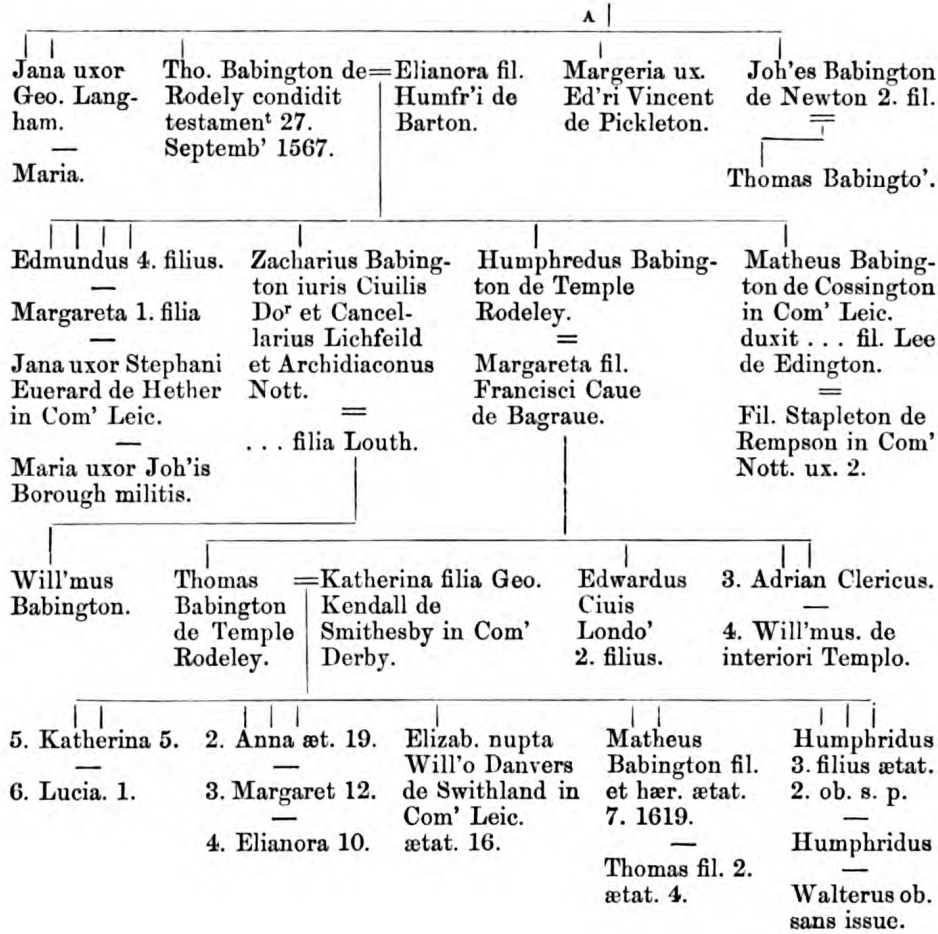 A
Jana uxor
Geo. Lang-
ham.
—
Maria.
Tho. Babington de
Rodely condidit
testamenᵗ 27.
Septemb' 1567.
=Elianora fil.
Humfr'i de
Barton.
Margeria ux.
Ed'ri Vincent
de Pickleton.
Joh'es Babington
de Newton 2. fil.
=
Thomas Babingto'.
Edmundus 4. filius.
—
Margareta 1. filia
—
Jana uxor Stephani
Euerard de Hether
in Com' Leic.
—
Maria uxor Joh'is
Borough militis.
Zacharius Babing-
ton iuris Ciuilis
Doʳ et Cancel-
larius Lichfeild
et Archidiaconus
Nott.
=
. . . filia Louth.
Humphredus Babing-
ton de Temple
Rodeley.
=
Margareta fil.
Francisci Caue
de Bagraue.
Matheus Babing-
ton de Cossington
in Com' Leic.
duxit . . . fil. Lee
de Edington.
=
Fil. Stapleton de
Rempson in Com'
Nott. ux. 2.
Will'mus
Babington.
Thomas
Babington
de Temple
Rodeley.
=Katherina filia Geo.
Kendall de
Smithesby in Com'
Derby.
Edwardus
Ciuis
Londo'
2. filius.
3. Adrian Clericus.
—
4. Will'mus. de
interiori Templo.
5. Katherina 5.
—
6. Lucia. 1.
2. Anna æt. 19.
—
3. Margaret 12.
—
4. Elianora 10.
Elizab. nupta
Will'o Danvers
de Swithland in
Com' Leic.
ætat. 16.
Matheus
Babington fil.
et hær. ætat.
7. 1619.
—
Thomas fil. 2.
ætat. 4.
Humphridus
3. filius ætat.
2. ob. s. p.
—
Humphridus
—
Walterus ob.
sans issue.